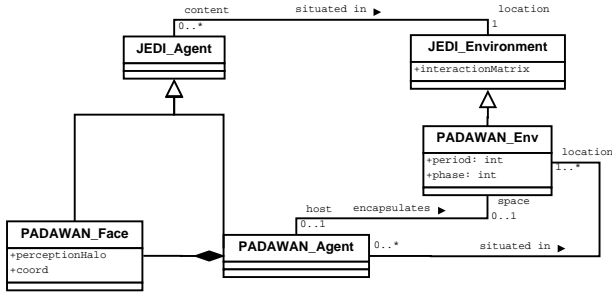 content situated in ▶ location
0..* 1
JEDI_Agent JEDI_Environment
+interactionMatrix
PADAWAN_Env
+period: int
+phase: int
location
1..*
host encapsulates ▶ space
0..1 0..1
PADAWAN_Face
+perceptionHalo
+coord
PADAWAN_Agent
0..* situated in ▶